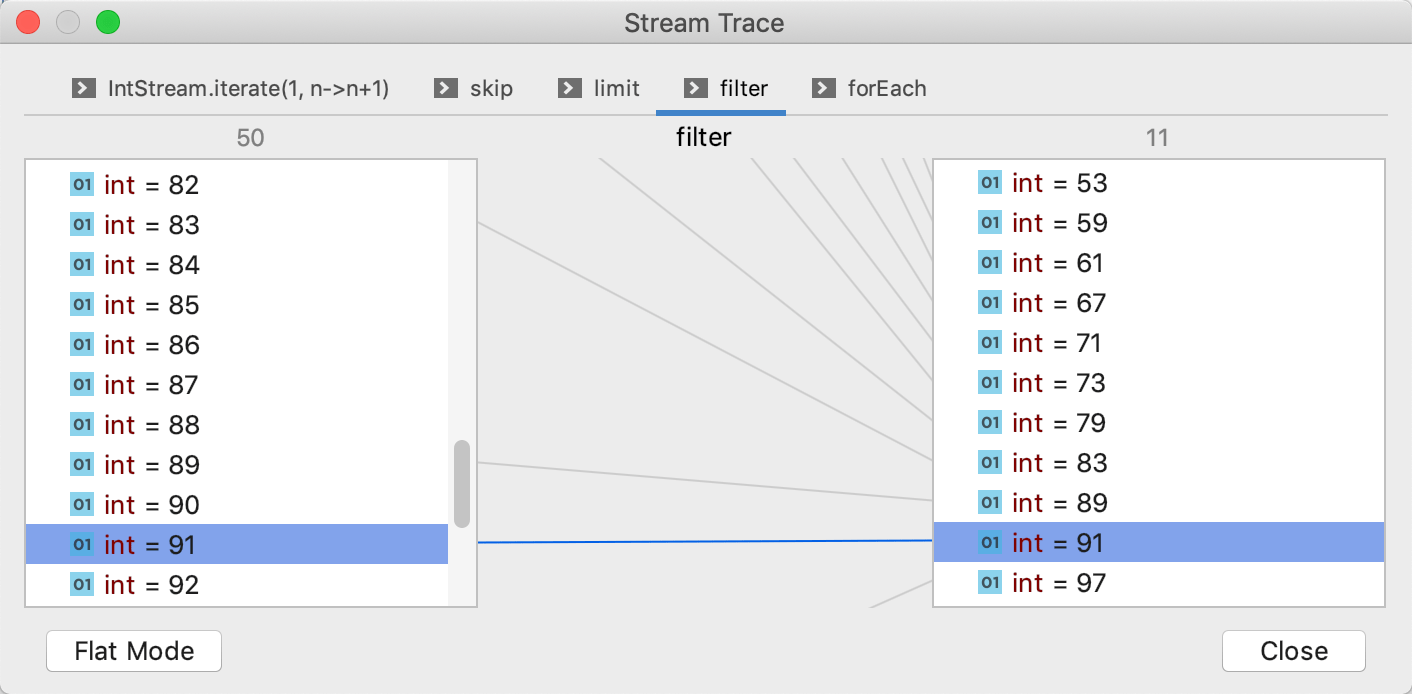 Stream Trace
IntStream.iterate(1, n->n+1)
skip
limit
filter
forEach
50
filter
11
01 int = 82
01 int = 83
01 int = 84
01 int = 85
01 int = 86
01 int = 87
01 int = 88
01 int = 89
01 int = 90
01 int = 91
01 int = 92
01 int = 53
01 int = 59
01 int = 61
01 int = 67
01 int = 71
01 int = 73
01 int = 79
01 int = 83
01 int = 89
01 int = 91
01 int = 97
Flat Mode
Close